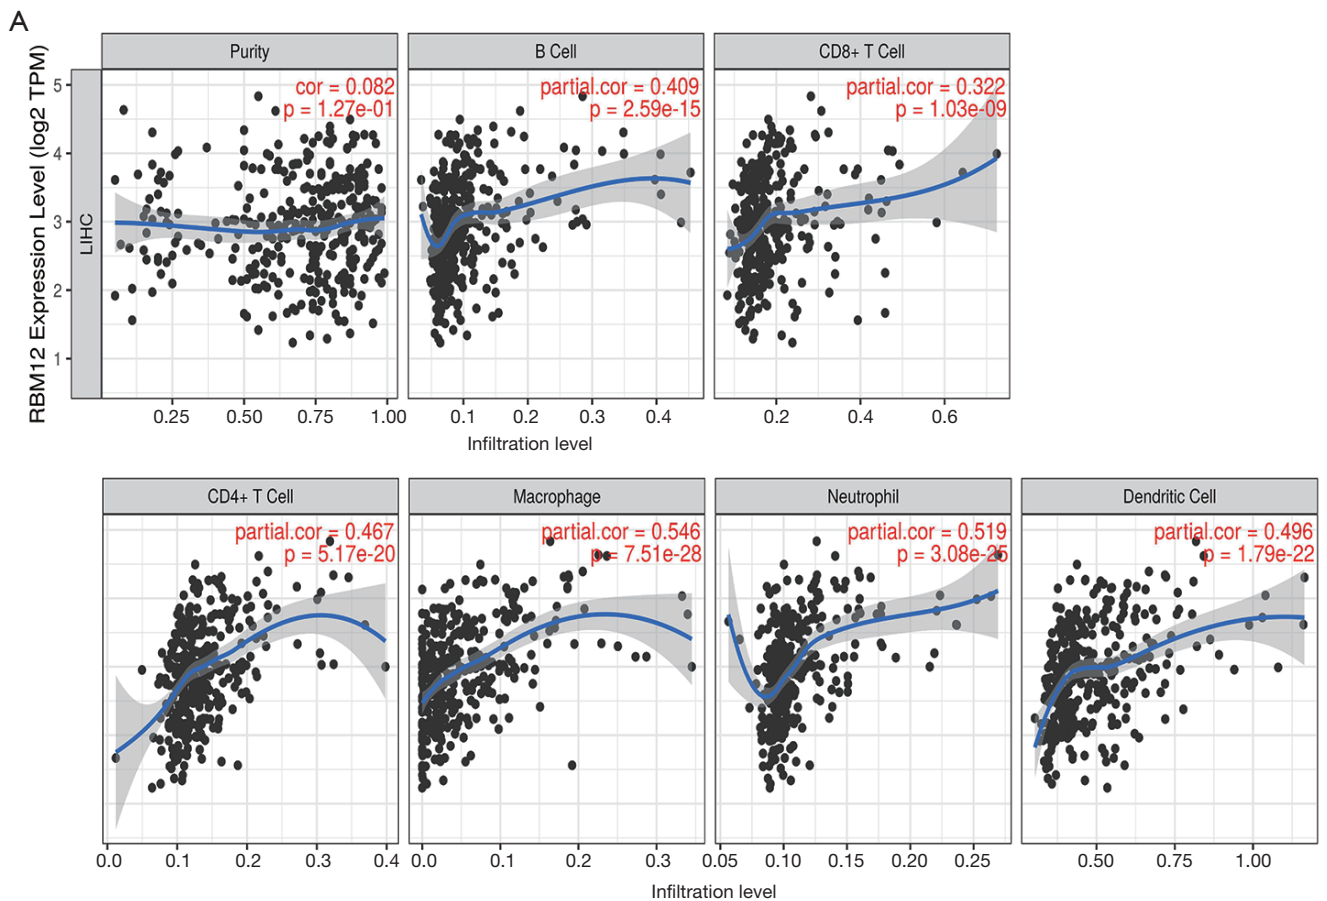 A
Purity
B Cell
CD8+ T Cell
RBM12 Expression Level (log2 TPM)
LIHC
cor = 0.082
p = 1.27e-01
partial.cor = 0.409
p = 2.59e-15
partial.cor = 0.322
p = 1.03e-09
5
4
3
2
1
0.25 0.50 0.75 1.00
0.1 0.2 0.3 0.4
0.2 0.4 0.6
Infiltration level
CD4+ T Cell
Macrophage
Neutrophil
Dendritic Cell
partial.cor = 0.467
p = 5.17e-20
partial.cor = 0.546
p = 7.51e-28
partial.cor = 0.519
p = 3.08e-25
partial.cor = 0.496
p = 1.79e-22
0.0 0.1 0.2 0.3 0.4
0.0 0.1 0.2 0.3
0.05 0.10 0.15 0.20 0.25
0.50 0.75 1.00
Infiltration level